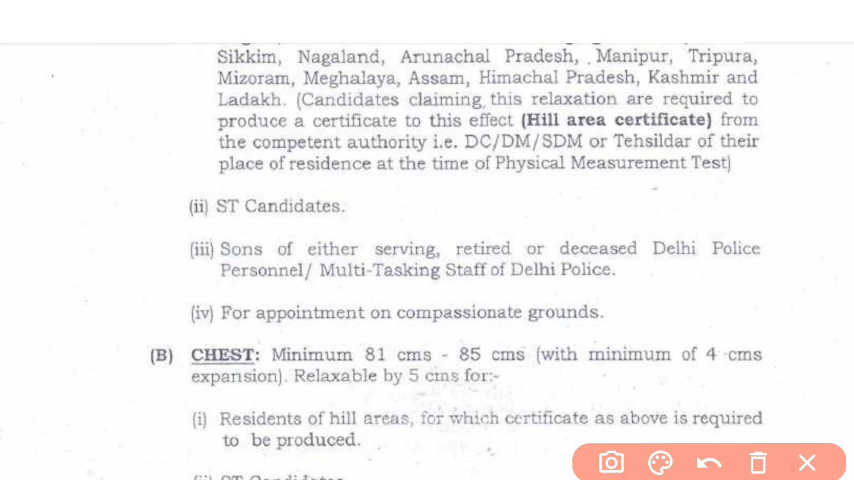 Sikkim, Nagaland, Arunachal Pradesh, Manipur, Tripura,
Mizoram, Meghalaya, Assam, Himachal Pradesh, Kashmir and
Ladakh. (Candidates claiming this relaxation are required to
produce a certificate to this effect (Hill area certificate) from
the competent authority i.e. DC/DM/SDM or Tehsildar of their
place of residence at the time of Physical Measurement Test)
(ii) ST Candidates.
(iii) Sons of either serving, retired or deceased Delhi Police
Personnel/ Multi-Tasking Staff of Delhi Police.
(iv) For appointment on compassionate grounds.
(B) CHEST: Minimum 81 cms - 85 cms (with minimum of 4 cms
expansion). Relaxable by 5 cms for:-
(i) Residents of hill areas, for which certificate as above is required
to be produced.
(ii) ST Candidates